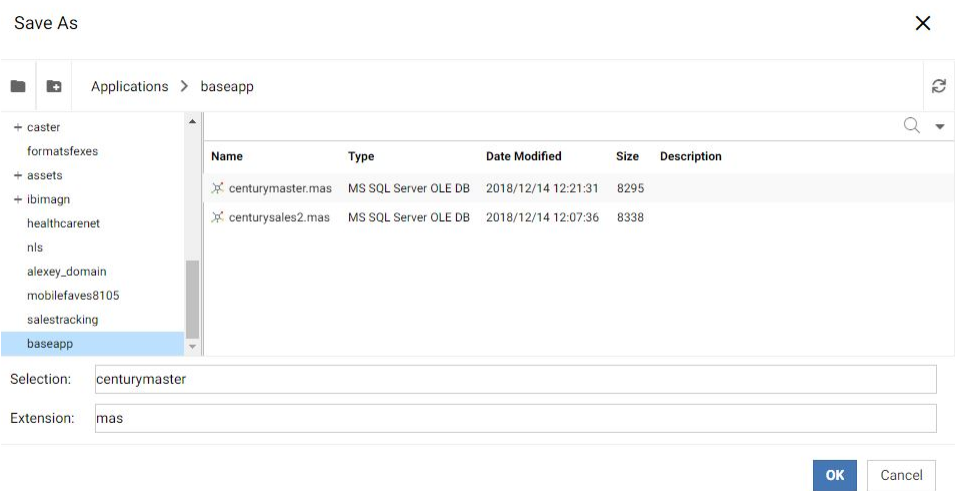 Save As
Applications > baseapp
+ caster
formatsfexes
+ assets
+ ibimagn
healthcarenet
nls
alexey_domain
mobilefaves8105
salestracking
baseapp
Name Type Date Modified Size Description
centurymaster.mas MS SQL Server OLE DB 2018/12/14 12:21:31 8295
centurysales2.mas MS SQL Server OLE DB 2018/12/14 12:07:36 8338
Selection: centurymaster
Extension: mas
OK Cancel